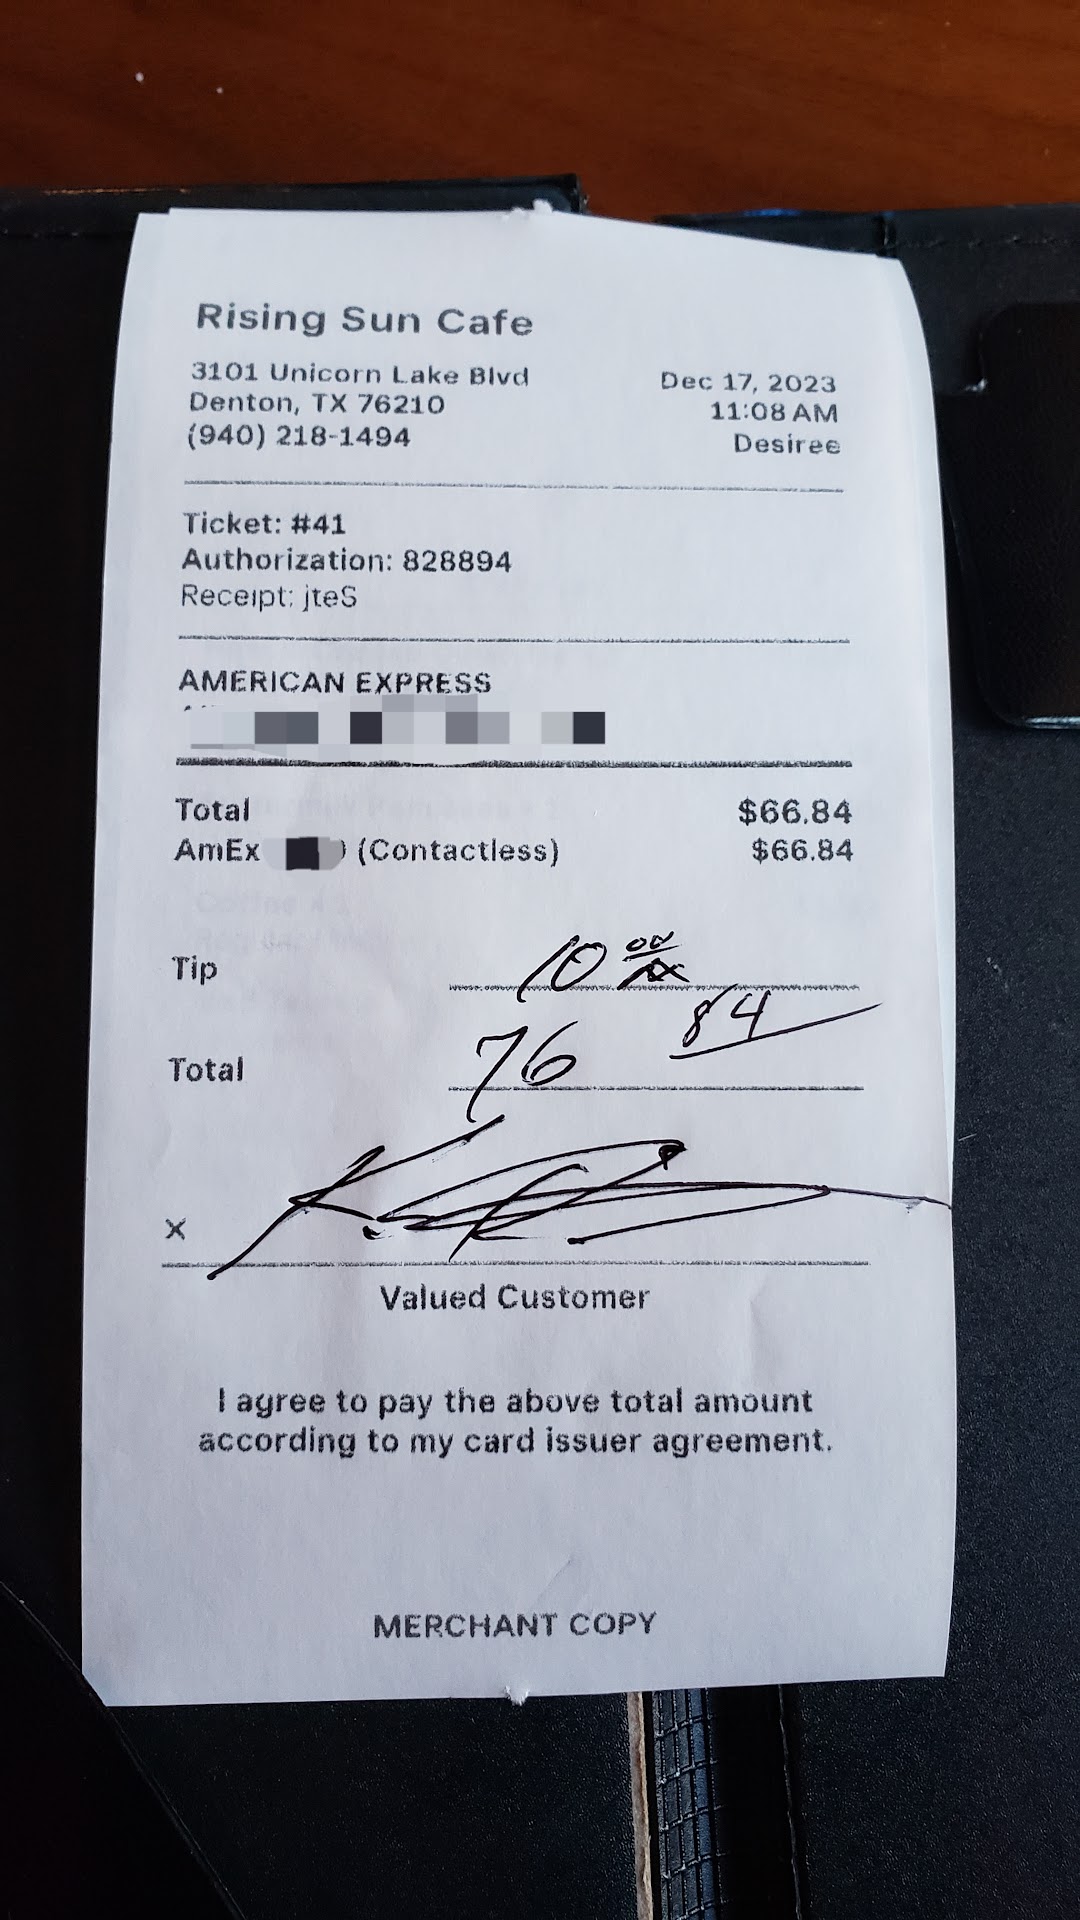 Rising Sun Cafe
3101 Unicorn Lake Blvd
Denton, TX 76210
(940) 218-1494
Dec 17, 2023
11:08 AM
Desiree
Ticket: #41
Authorization: 828894
Receipt: jteS
AMERICAN EXPRESS
Total $66.84
AmEx (Contactless) $66.84
Tip 10 00
Total 76 84
X
Valued Customer
I agree to pay the above total amount
according to my card issuer agreement.
MERCHANT COPY